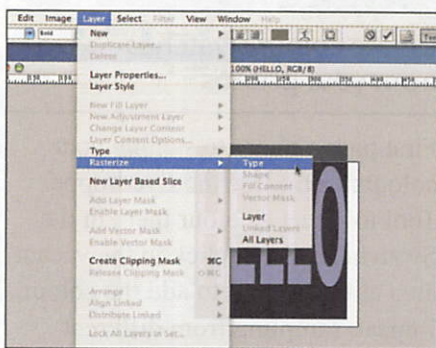 Edit Image Layer Select Filter View Window Help
Bold
New
Duplicate Layer...
Delete
100% (HELLO, RGB/8)
Layer Properties...
Layer Style
New Fill Layer
New Adjustment Layer
Change Layer Content
Layer Content Options...
Type
Rasterize
Type
Shape
Fill Content
Vector Mask
Layer
Linked Layers
All Layers
New Layer Based Slice
Add Layer Mask
Enable Layer Mask
Add Vector Mask
Enable Vector Mask
Create Clipping Mask ⌘G
Release Clipping Mask ⇧⌘G
Arrange
Align Linked
Distribute Linked
Lock All Layers In Set...
ELLO